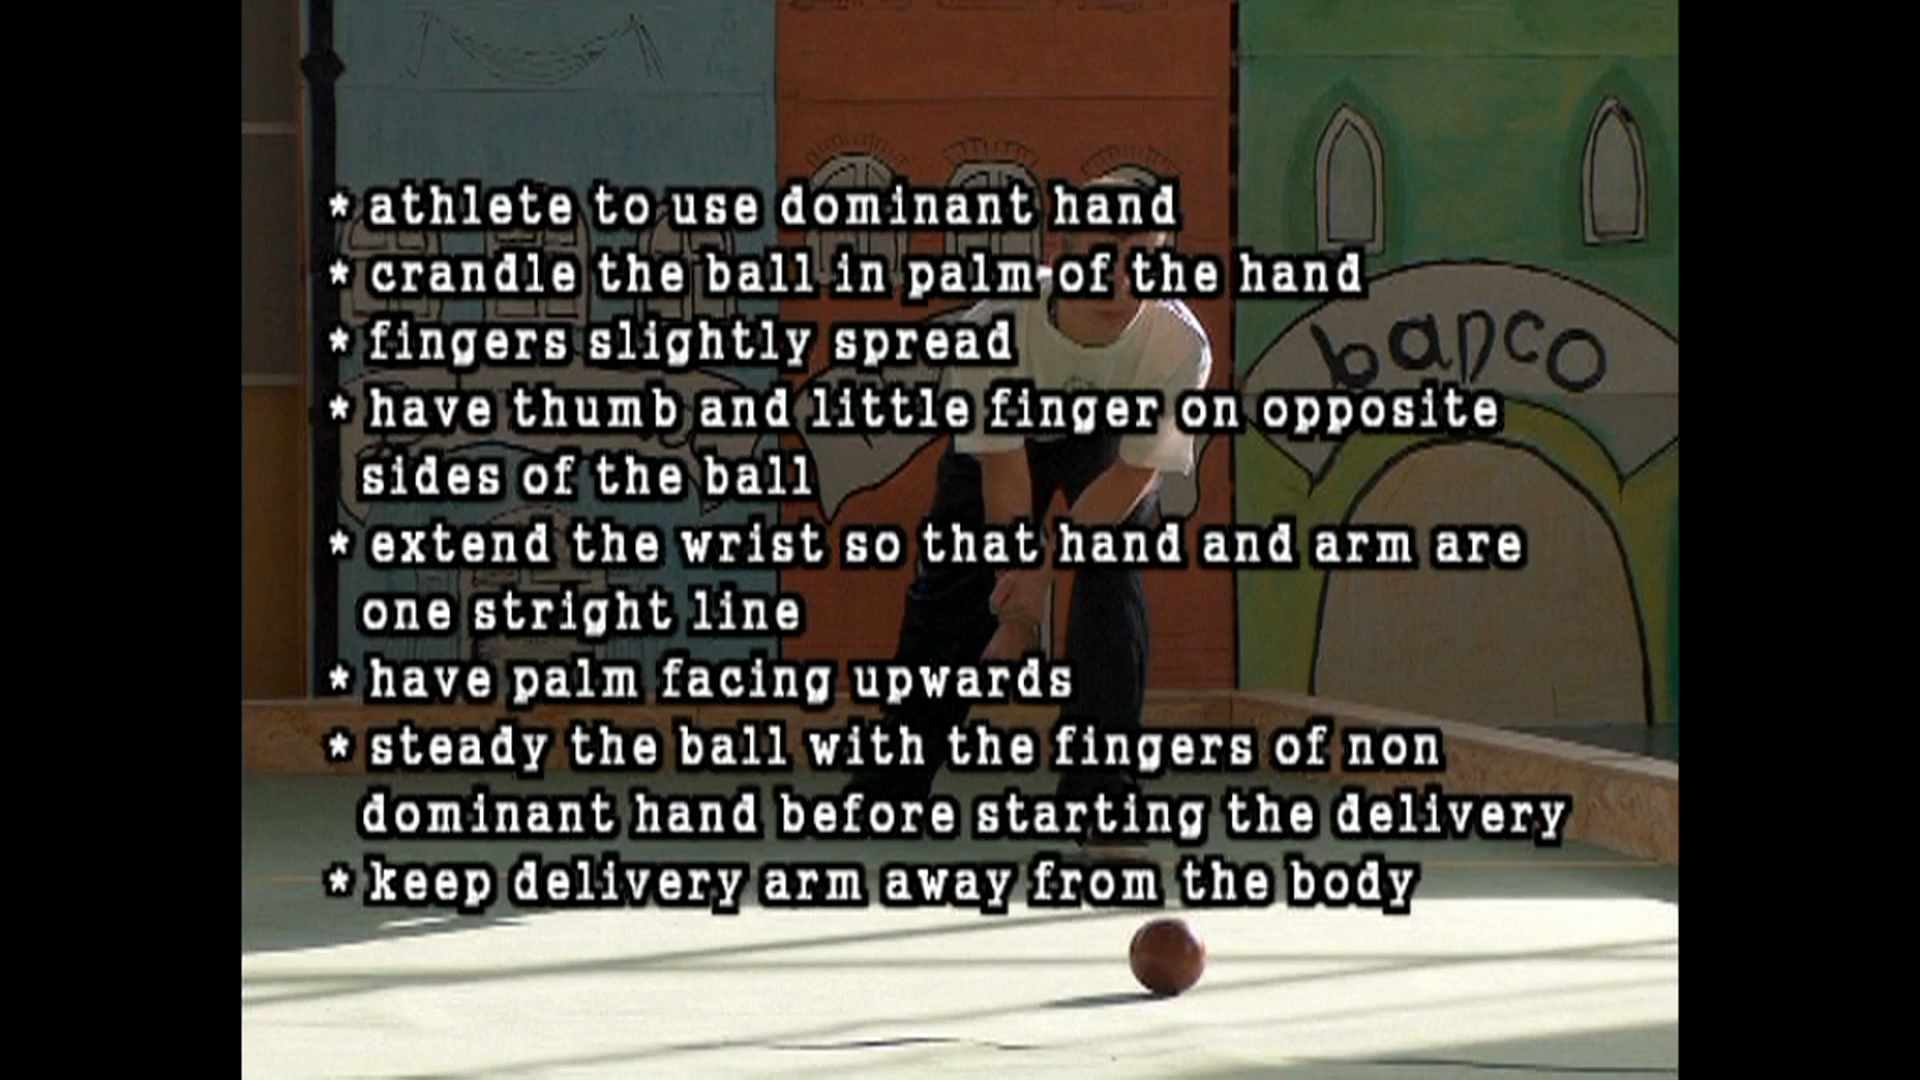 * athlete to use dominant hand
* crandle the ball in palm of the hand
* fingers slightly spread
* have thumb and little finger on opposite
sides of the ball
* extend the wrist so that hand and arm are
one stright line
* have palm facing upwards
* steady the ball with the fingers of non
dominant hand before starting the delivery
* keep delivery arm away from the body
banco